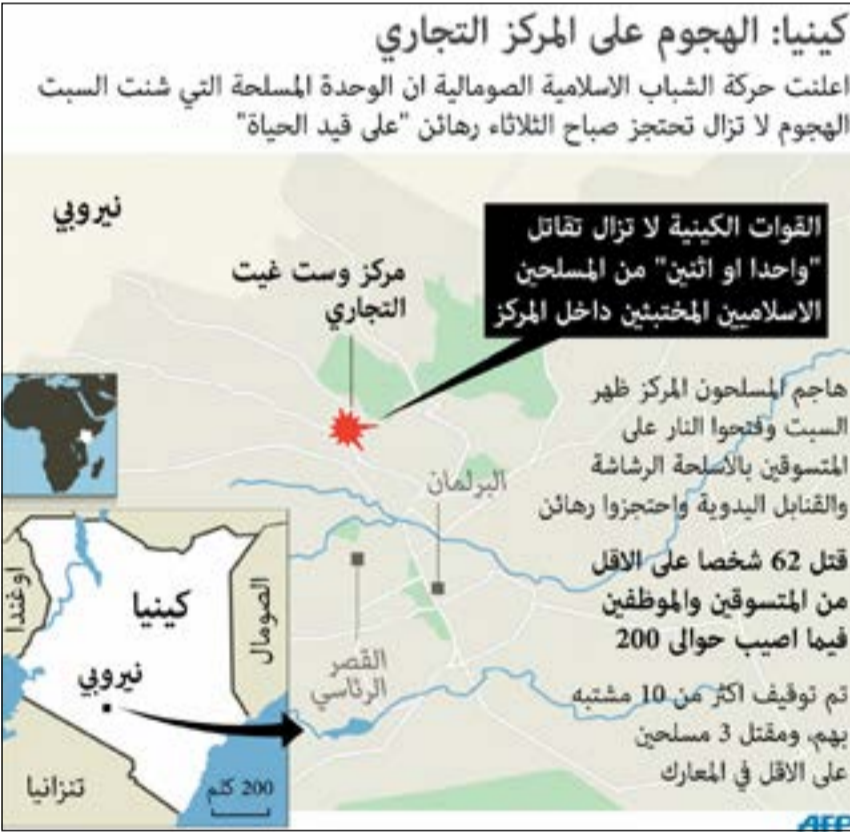 كينيا: الهجوم على المركز التجاري
اعلنت حركة الشباب الاسلامية الصومالية ان الوحدة المسلحة التي شنت السبت
الهجوم لا تزال تحتجز صباح الثلاثاء رهائن "على قيد الحياة"
نيروبي
القوات الكينية لا تزال تقاتل
"واحدا او اثنين" من المسلحين
الاسلاميين المختبئين داخل المركز
مركز وست غيت
التجاري
هاجم المسلحون المركز ظهر
السبت وفتحوا النار على
المتسوقين بالاسلحة الرشاشة
والقنابل اليدوية واحتجزوا رهائن
البرلمان
قتل 62 شخصا على الاقل
من المتسوقين والموظفين
فيما اصيب حوالى 200
القصر
الرئاسي
تم توقيف اكثر من 10 مشتبه
بهم، ومقتل 3 مسلحين
على الاقل في المعارك
اوغندا
كينيا
الصومال
نيروبي
تنزانيا
200 كلم
AFP